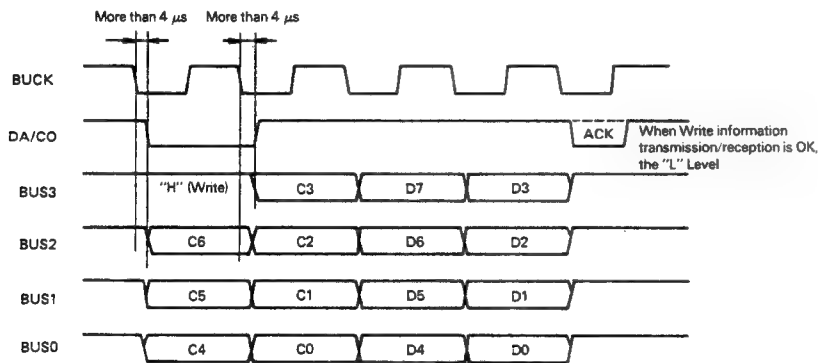 More than 4 μs More than 4 μs
BUCK
DA/CO
ACK
When Write information
transmission/reception is OK,
the "L" Level
BUS3
"H" (Write) C3 D7 D3
BUS2
C6 C2 D6 D2
BUS1
C5 C1 D5 D1
BUS0
C4 C0 D4 D0